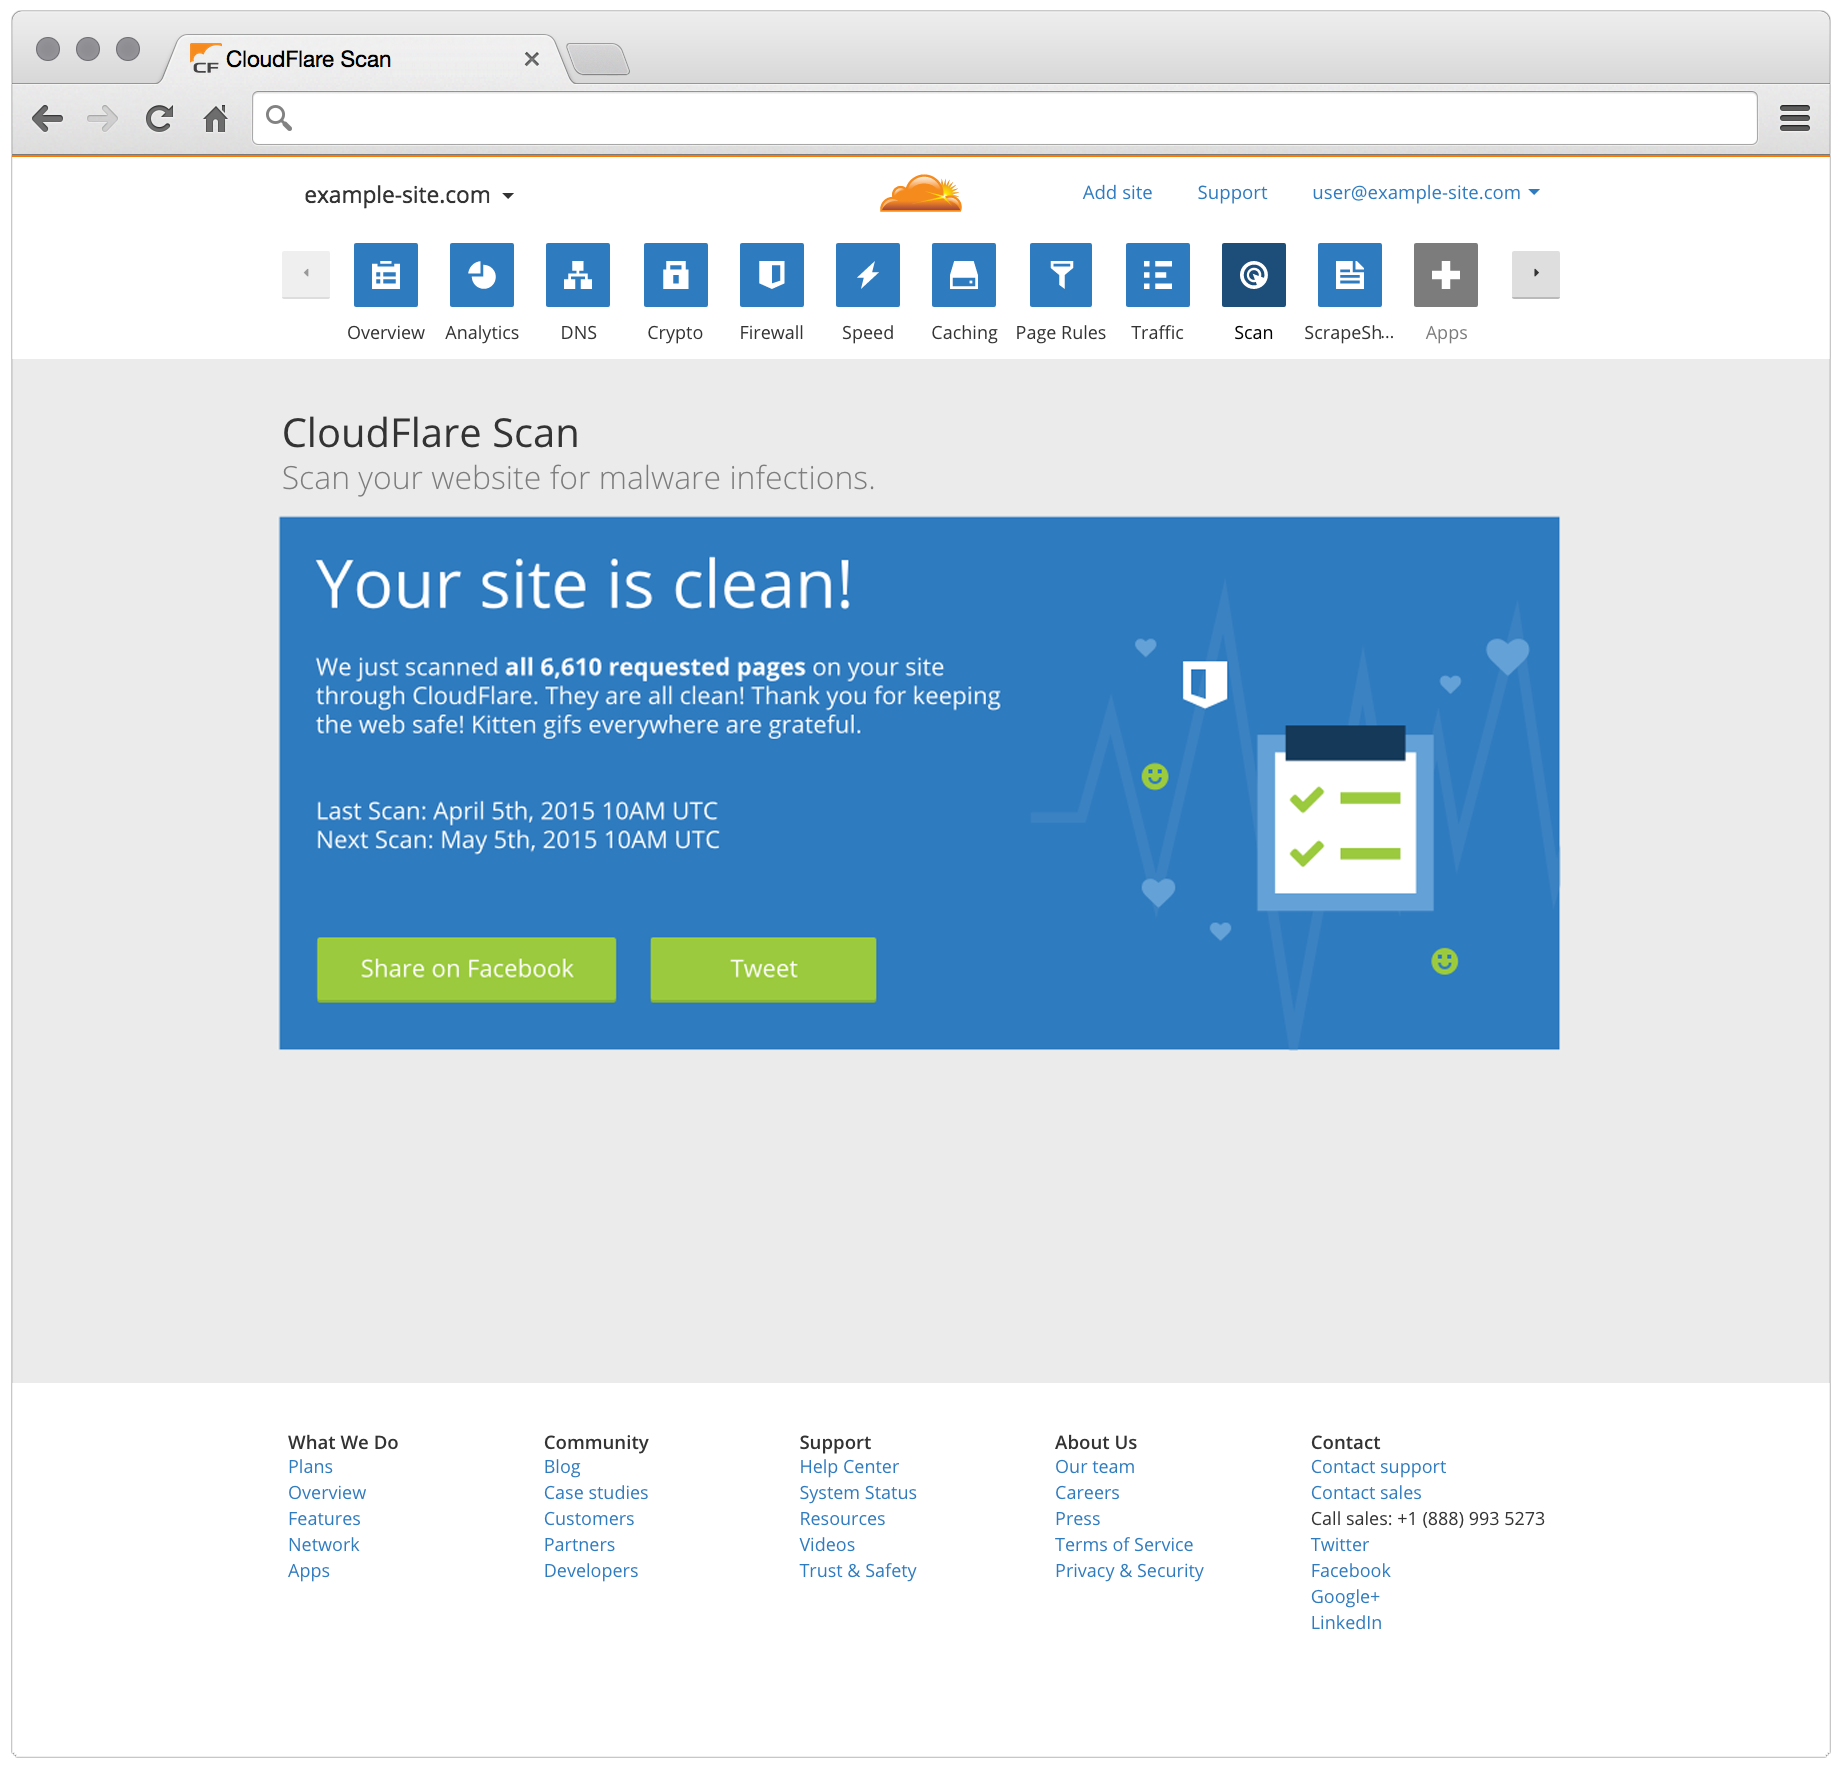 CF CloudFlare Scan
example-site.com
Add site Support user@example-site.com
Overview Analytics DNS Crypto Firewall Speed Caching Page Rules Traffic Scan ScrapeSh... Apps
CloudFlare Scan
Scan your website for malware infections.
Your site is clean!
We just scanned all 6,610 requested pages on your site
through CloudFlare. They are all clean! Thank you for keeping
the web safe! Kitten gifs everywhere are grateful.
Last Scan: April 5th, 2015 10AM UTC
Next Scan: May 5th, 2015 10AM UTC
Share on Facebook Tweet
What We Do
Plans
Overview
Features
Network
Apps
Community
Blog
Case studies
Customers
Partners
Developers
Support
Help Center
System Status
Resources
Videos
Trust & Safety
About Us
Our team
Careers
Press
Terms of Service
Privacy & Security
Contact
Contact support
Contact sales
Call sales: +1 (888) 993 5273
Twitter
Facebook
Google+
LinkedIn